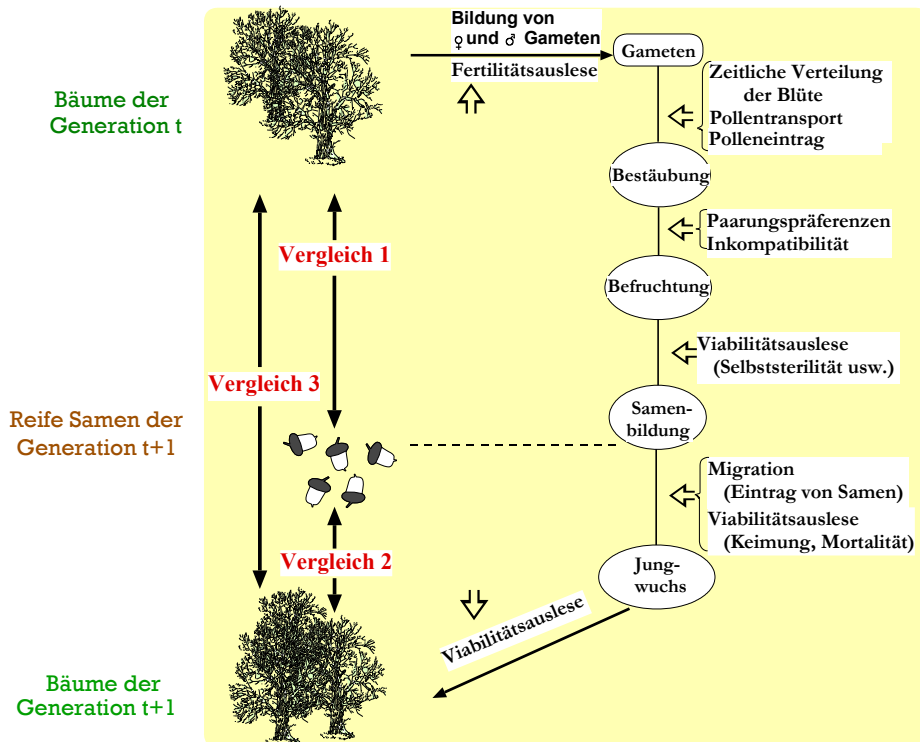 Bildung von
♀ und ♂ Gameten
Fertilitätsauslese
Gameten
Bäume der
Generation t
Zeitliche Verteilung
der Blüte
Pollentransport
Polleneintrag
Bestäubung
Paarungspräferenzen
Inkompatibilität
Vergleich 1
Befruchtung
Viabilitätsauslese
(Selbststerilität usw.)
Vergleich 3
Reife Samen der
Generation t+1
Samen-
bildung
Migration
(Eintrag von Samen)
Viabilitätsauslese
(Keimung, Mortalität)
Vergleich 2
Jung-
wuchs
Viabilitätsauslese
Bäume der
Generation t+1